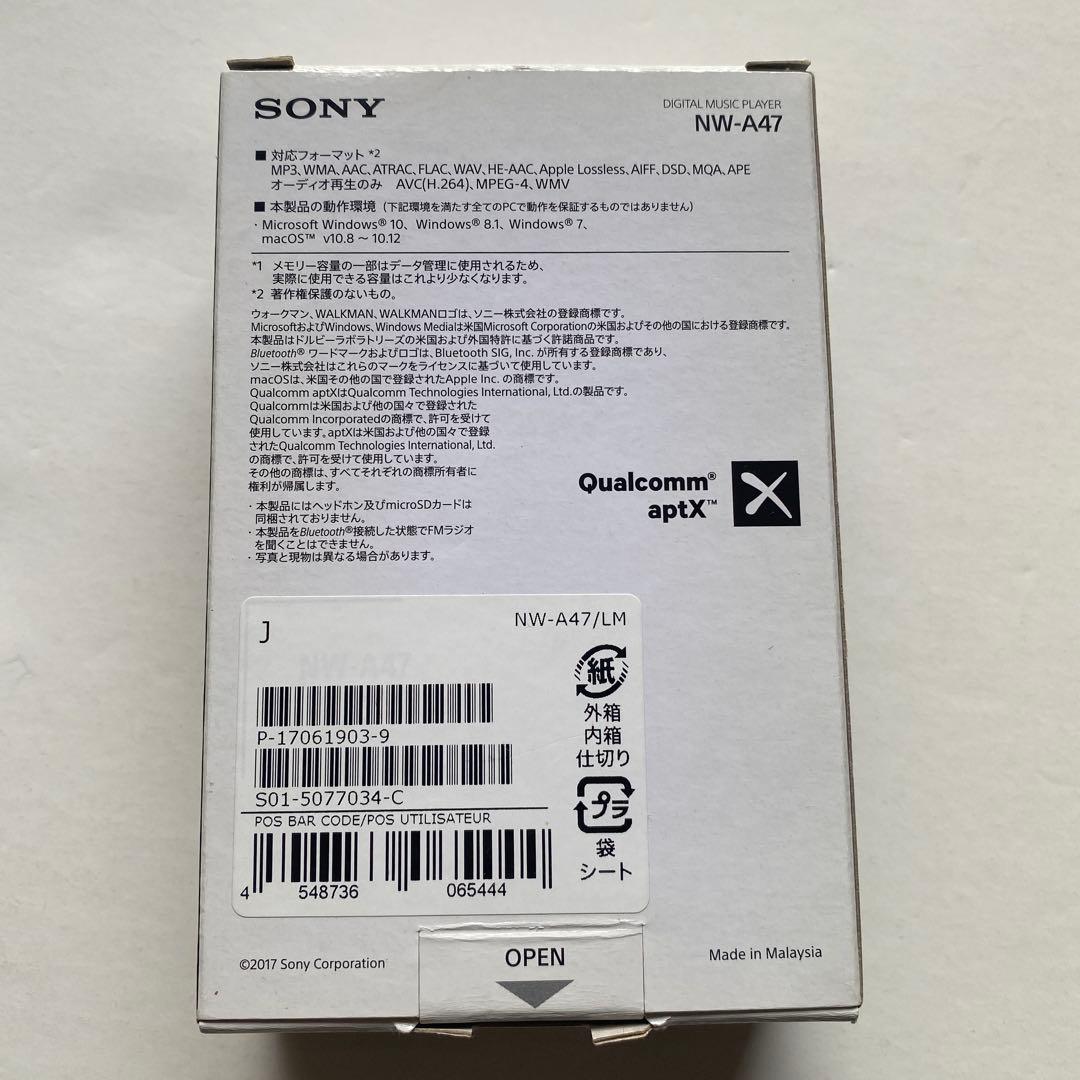 SONY
DIGITAL MUSIC PLAYER
NW-A47
■ 対応フォーマット *2
MP3、WMA、AAC、ATRAC、FLAC、WAV、HE-AAC、Apple Lossless、AIFF、DSD、MQA、APE
オーディオ再生のみ AVC(H.264)、MPEG-4、WMV
■ 本製品の動作環境（下記環境を満たす全てのPCで動作を保証するものではありません）
・Microsoft Windows® 10、Windows® 8.1、Windows® 7、
macOS™ v10.8 ~ 10.12
*1 メモリー容量の一部はデータ管理に使用されるため、
実際に使用できる容量はこれより少なくなります。
*2 著作権保護のないもの。
ウォークマン、WALKMAN、WALKMANロゴは、ソニー株式会社の登録商標です。
MicrosoftおよびWindows、Windows Mediaは米国Microsoft Corporationの米国およびその他の国における登録商標です。
本製品はドルビーラボラトリーズの米国および外国特許に基づく許諾商品です。
Bluetooth® ワードマークおよびロゴは、Bluetooth SIG, Inc. が所有する登録商標であり、
ソニー株式会社はこれらのマークをライセンスに基づいて使用しています。
macOSは、米国その他の国で登録されたApple Inc. の商標です。
Qualcomm aptXはQualcomm Technologies International, Ltd.の製品です。
Qualcommは米国および他の国々で登録された
Qualcomm Incorporatedの商標で、許可を受けて
使用しています。aptXは米国および他の国々で登録
されたQualcomm Technologies International, Ltd.
の商標で、許可を受けて使用しています。
その他の商標は、すべてそれぞれの商標所有者に
権利が帰属します。
・本製品にはヘッドホン及びmicroSDカードは
同梱されておりません。
・本製品をBluetooth®接続した状態でFMラジオ
を聞くことはできません。
・写真と現物は異なる場合があります。
Qualcomm®
aptX™
J
NW-A47/LM
P-17061903-9
S01-5077034-C
POS BAR CODE/POS UTILISATEUR
4 548736 065444
紙
外箱
内箱
仕切り
プラ
袋
シート
©2017 Sony Corporation
OPEN
Made in Malaysia